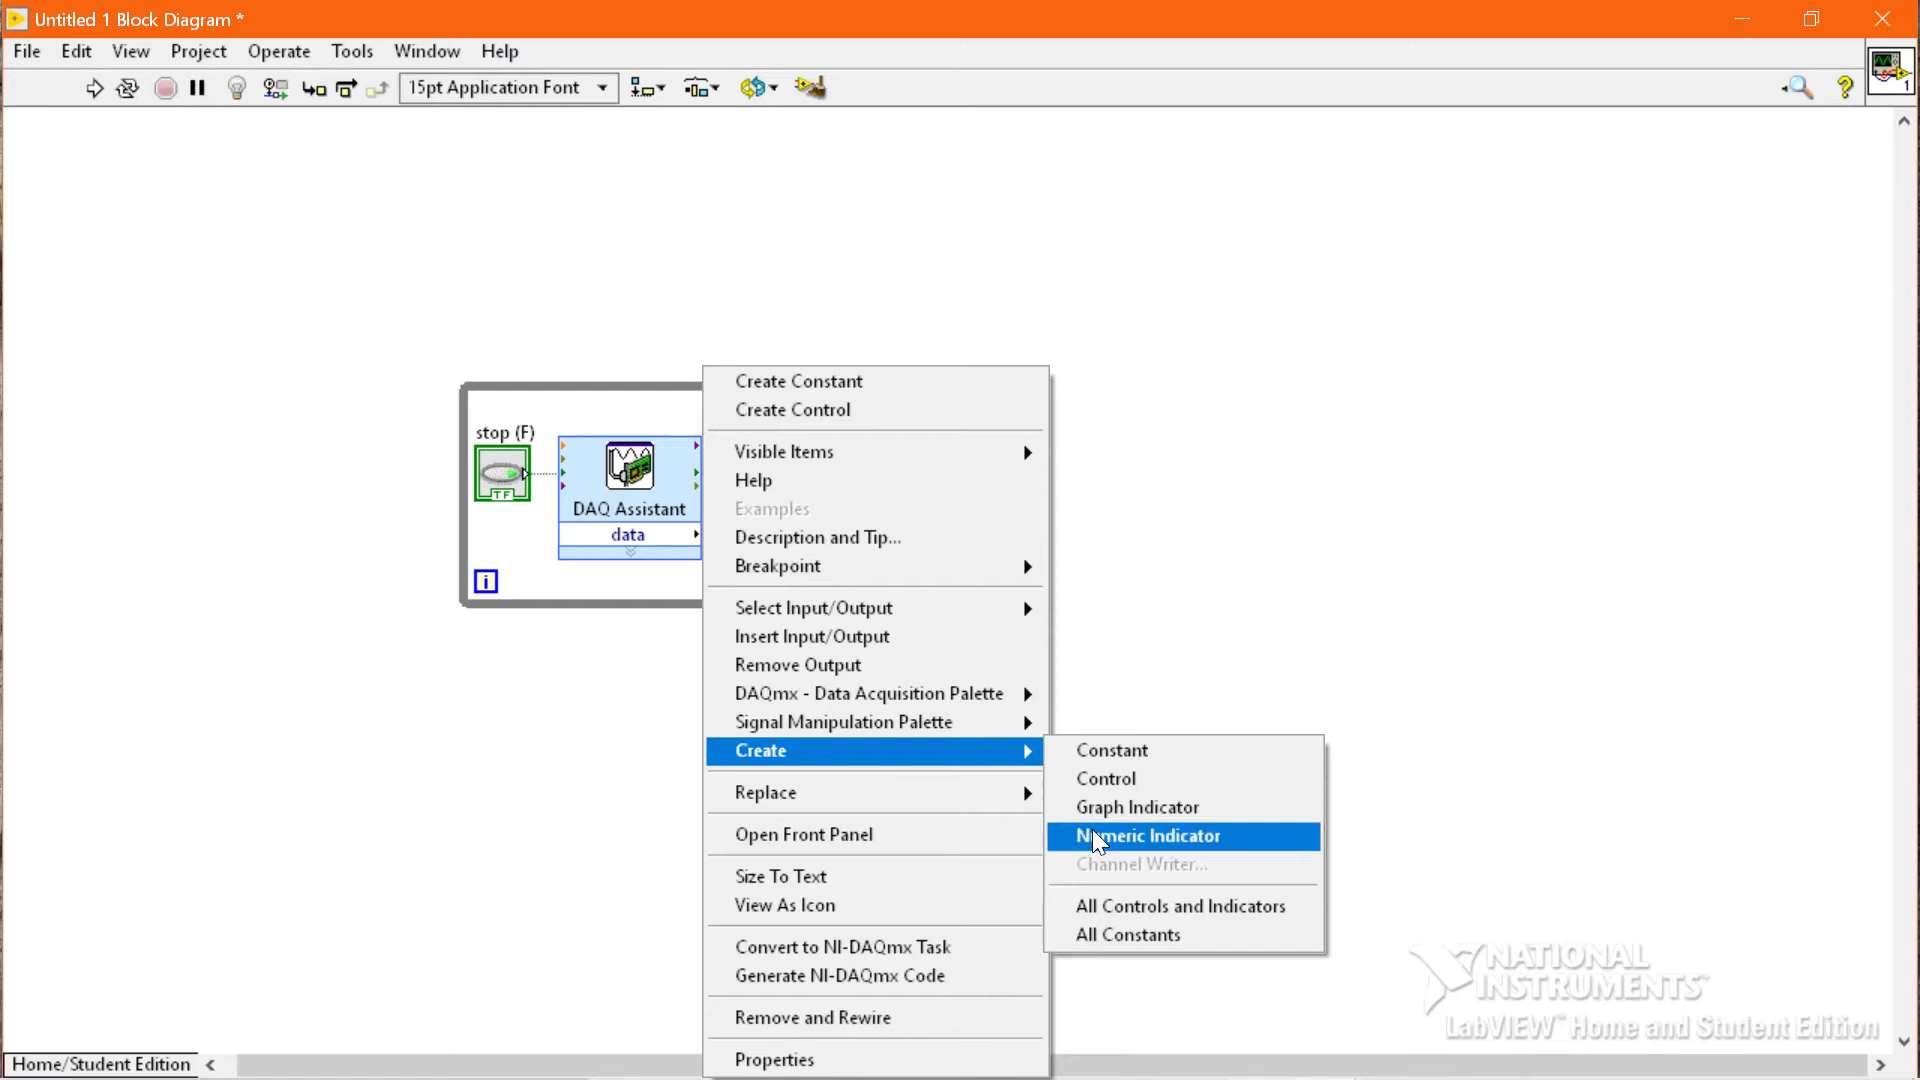 Untitled 1 Block Diagram *
File Edit View Project Operate Tools Window Help
15pt Application Font
1
Create Constant
Create Control
Visible Items
Help
Examples
Description and Tip...
Breakpoint
Select Input/Output
Insert Input/Output
Remove Output
DAQmx - Data Acquisition Palette
Signal Manipulation Palette
Create
Replace
Open Front Panel
Size To Text
View As Icon
Convert to NI-DAQmx Task
Generate NI-DAQmx Code
Remove and Rewire
Properties
stop (F)
TF
DAQ Assistant
data
i
Constant
Control
Graph Indicator
Numeric Indicator
Channel Writer...
All Controls and Indicators
All Constants
NATIONAL
INSTRUMENTS™
LabVIEW™ Home and Student Edition
Home/Student Edition